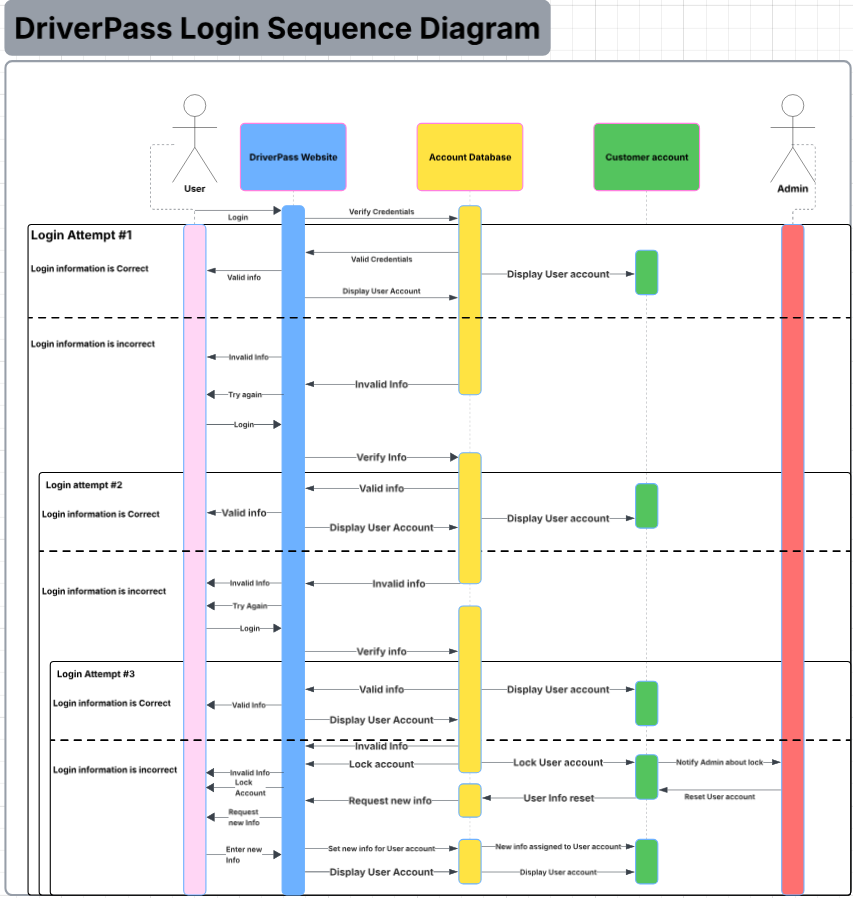 DriverPass Login Sequence Diagram
User
DriverPass Website
Account Database
Customer account
Admin
Login
Verify Credentials
Login Attempt #1
Valid Credentials
Login information is Correct
Valid info
Display User account
Display User Account
Login information is incorrect
Invalid Info
Invalid Info
Try again
Login
Verify Info
Login attempt #2
Valid info
Login information is Correct
Valid info
Display User account
Display User Account
Invalid Info
Invalid info
Login information is incorrect
Try Again
Login
Verify info
Login Attempt #3
Valid info
Display User account
Login information is Correct
Valid Info
Display User Account
Invalid Info
Lock account
Lock User account
Notify Admin about lock
Login information is incorrect
Invalid Info
Lock
Account
Request new info
User Info reset
Reset User account
Request
new Info
Enter new
Info
Set new info for User account
New info assigned to User account
Display User Account
Display User account